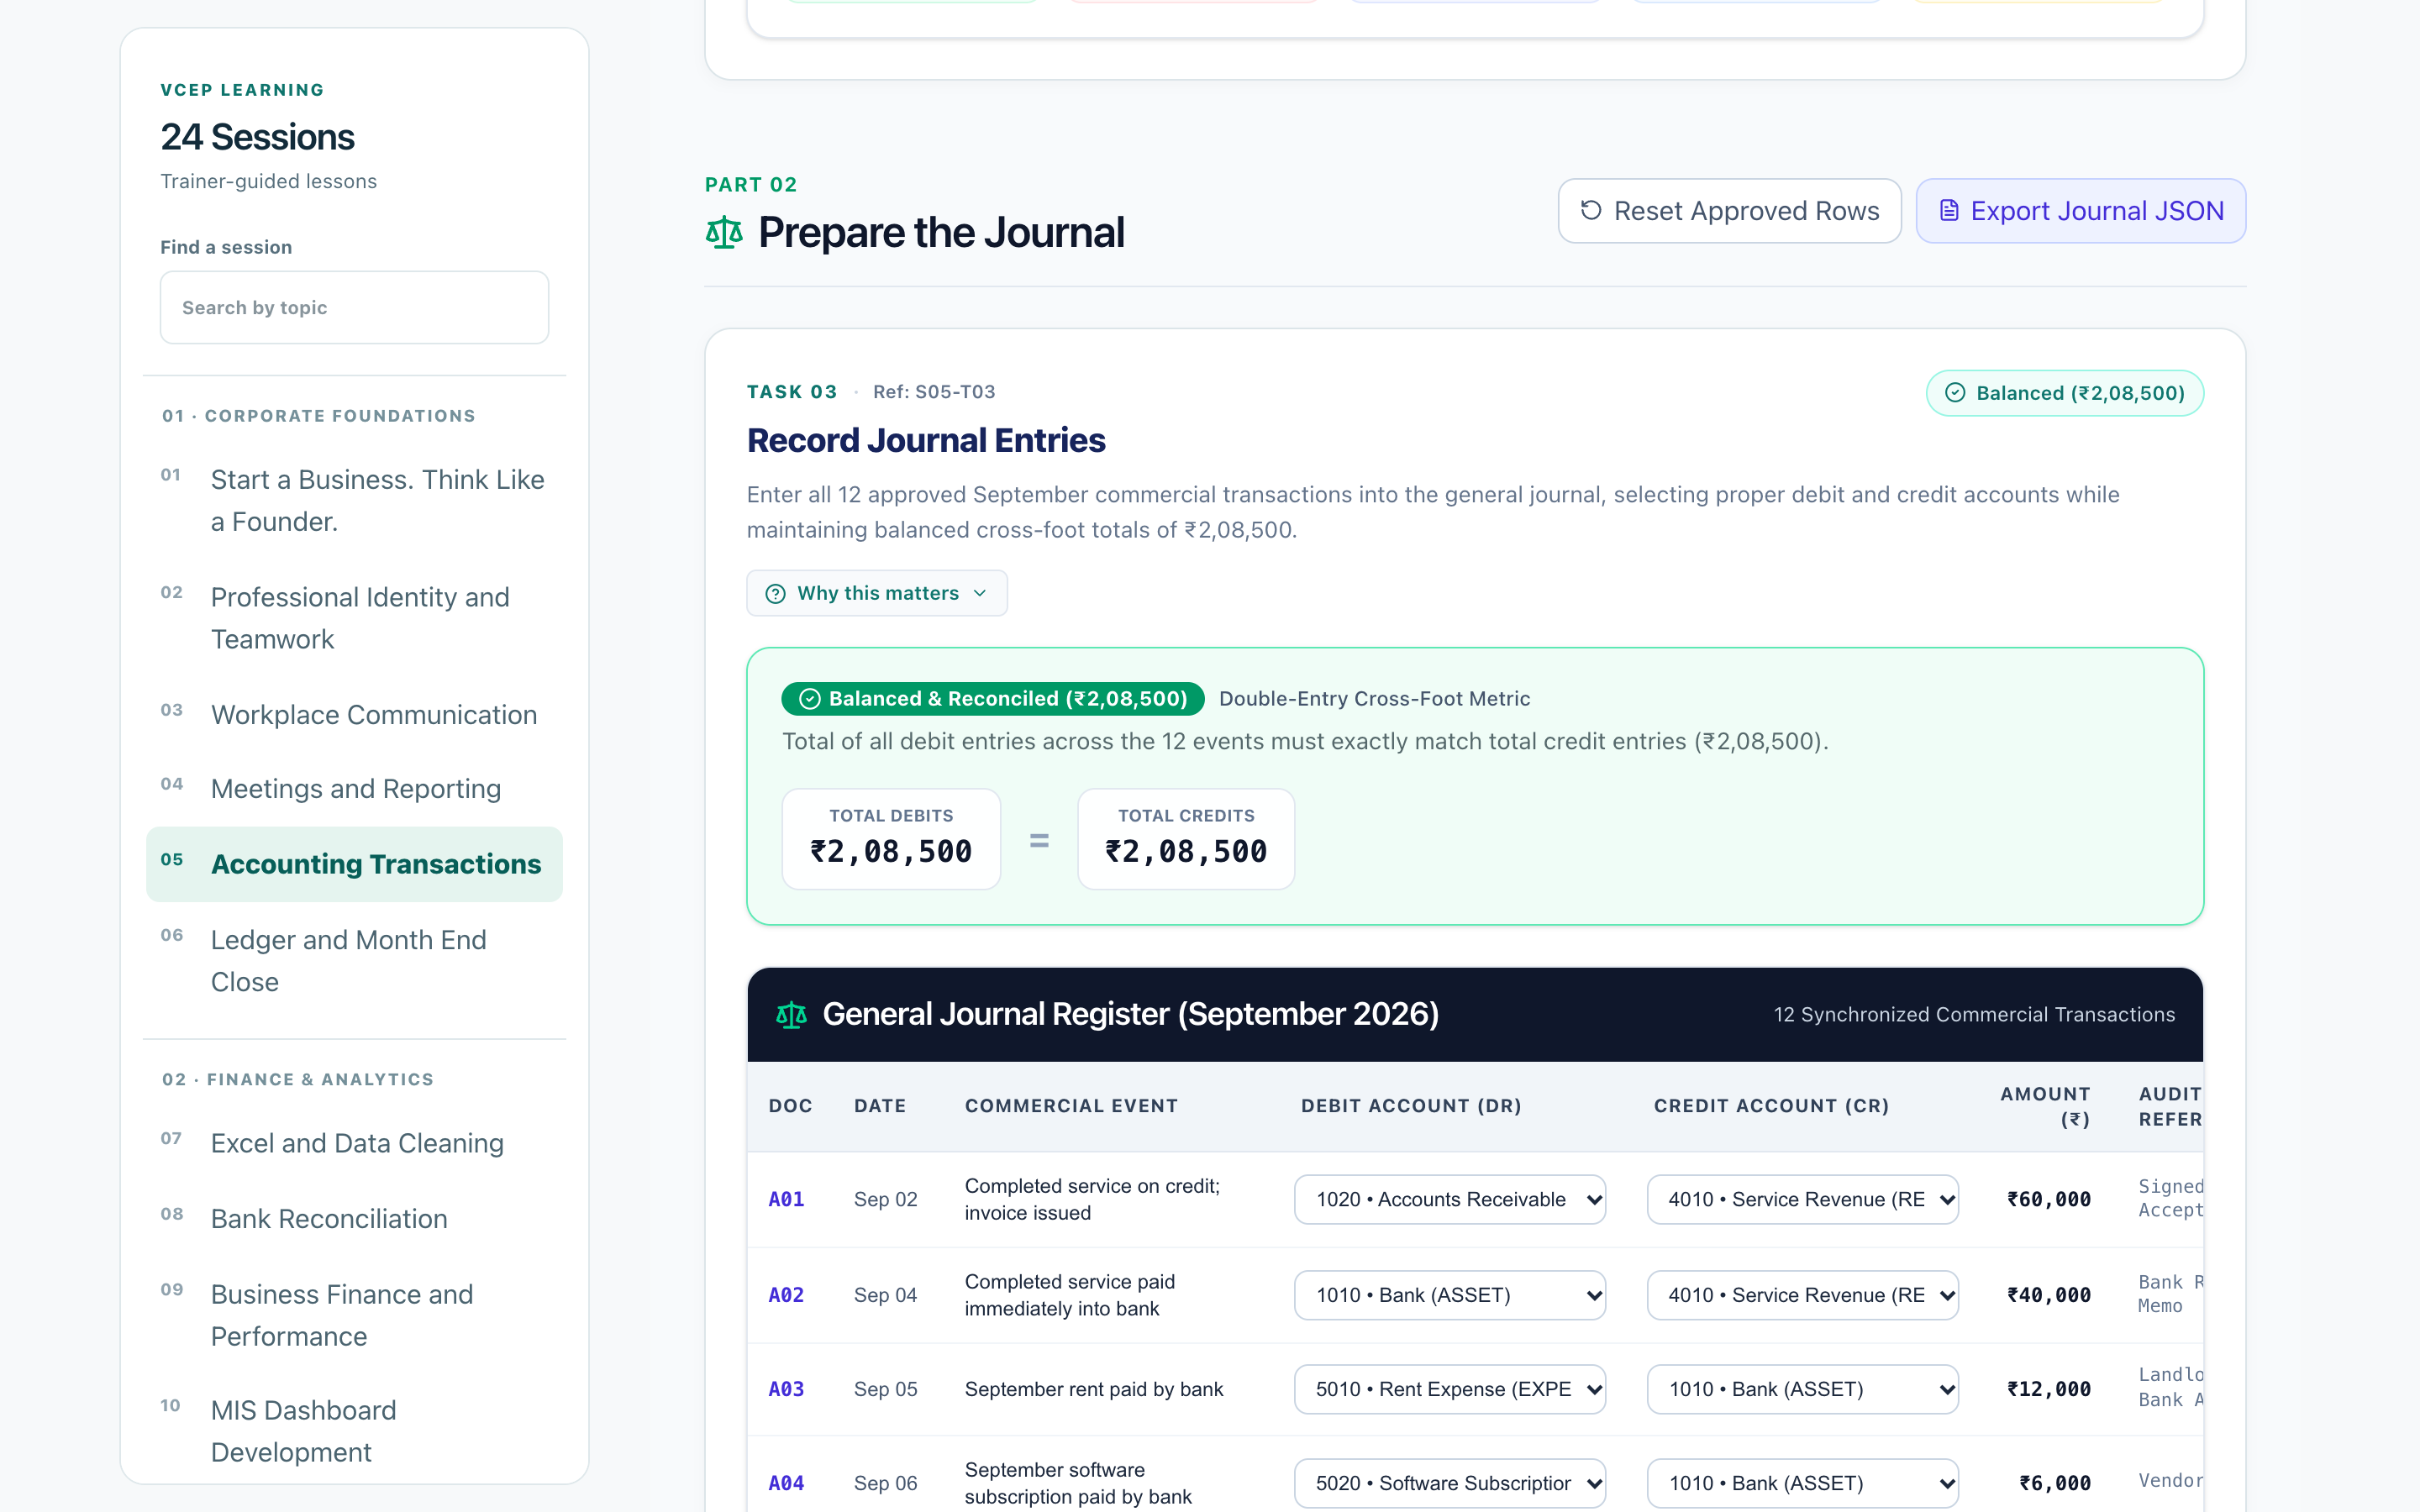 VCEP LEARNING
24 Sessions
Trainer-guided lessons
Find a session
Search by topic
01 · CORPORATE FOUNDATIONS
01 Start a Business. Think Like
a Founder.
02 Professional Identity and
Teamwork
03 Workplace Communication
04 Meetings and Reporting
05 Accounting Transactions
06 Ledger and Month End
Close
02 · FINANCE & ANALYTICS
07 Excel and Data Cleaning
08 Bank Reconciliation
09 Business Finance and
Performance
10 MIS Dashboard
Development
PART 02
Prepare the Journal
Reset Approved Rows
Export Journal JSON
TASK 03 · Ref: S05-T03
Balanced (₹2,08,500)
Record Journal Entries
Enter all 12 approved September commercial transactions into the general journal, selecting proper debit and credit accounts while
maintaining balanced cross-foot totals of ₹2,08,500.
Why this matters
Balanced & Reconciled (₹2,08,500) Double-Entry Cross-Foot Metric
Total of all debit entries across the 12 events must exactly match total credit entries (₹2,08,500).
TOTAL DEBITS
₹2,08,500
=
TOTAL CREDITS
₹2,08,500
General Journal Register (September 2026)
12 Synchronized Commercial Transactions
DOC DATE COMMERCIAL EVENT DEBIT ACCOUNT (DR) CREDIT ACCOUNT (CR) AMOUNT (₹) AUDIT REFER
A01 Sep 02 Completed service on credit; invoice issued 1020 • Accounts Receivable 4010 • Service Revenue (RE ₹60,000 Signed Accept
A02 Sep 04 Completed service paid immediately into bank 1010 • Bank (ASSET) 4010 • Service Revenue (RE ₹40,000 Bank R Memo
A03 Sep 05 September rent paid by bank 5010 • Rent Expense (EXPE 1010 • Bank (ASSET) ₹12,000 Landlo Bank A
A04 Sep 06 September software subscription paid by bank 5020 • Software Subscription 1010 • Bank (ASSET) ₹6,000 Vendor